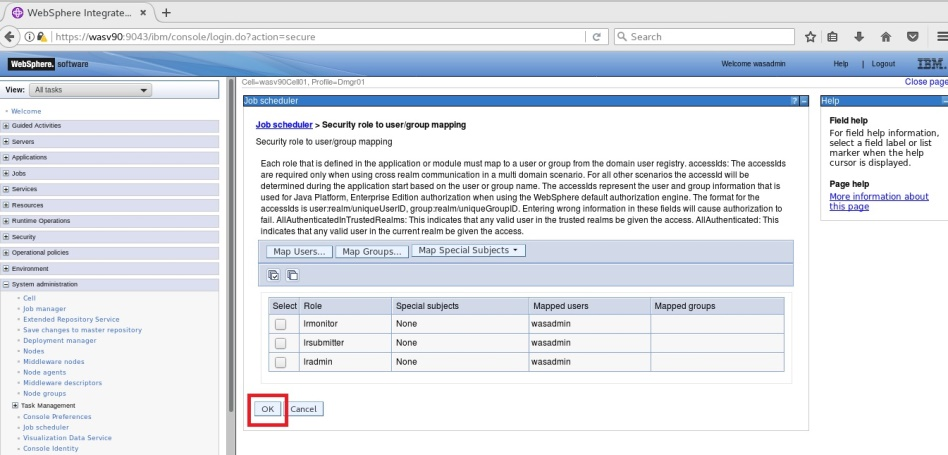 WebSphere Integrate...
https://wasv90:9043/ibm/console/login.do?action=secure
Search
WebSphere. software
Welcome wasadmin
Help | Logout
IBM.
View: All tasks
Cell=wasv90Cell01, Profile=Dmgr01
Close page
Welcome
Guided Activities
Servers
Applications
Jobs
Services
Resources
Runtime Operations
Security
Operational policies
Environment
System administration
Cell
Job manager
Extended Repository Service
Save changes to master repository
Deployment manager
Nodes
Middleware nodes
Node agents
Middleware descriptors
Node groups
Task Management
Console Preferences
Job scheduler
Visualization Data Service
Console Identity
Job scheduler
Job scheduler > Security role to user/group mapping
Security role to user/group mapping
Each role that is defined in the application or module must map to a user or group from the domain user registry. accessIds: The accessIds
are required only when using cross realm communication in a multi domain scenario. For all other scenarios the accessId will be
determined during the application start based on the user or group name. The accessIds represent the user and group information that is
used for Java Platform, Enterprise Edition authorization when using the WebSphere default authorization engine. The format for the
accessIds is user:realm/uniqueUserID, group:realm/uniqueGroupID. Entering wrong information in these fields will cause authorization to
fail. AllAuthenticatedInTrustedRealms: This indicates that any valid user in the trusted realms be given the access. AllAuthenticated: This
indicates that any valid user in the current realm be given the access.
Map Users... Map Groups... Map Special Subjects
Select Role Special subjects Mapped users Mapped groups
lrmonitor None wasadmin
lrsubmitter None wasadmin
lradmin None wasadmin
OK Cancel
Help
Field help
For field help information,
select a field label or list
marker when the help
cursor is displayed.
Page help
More information about
this page